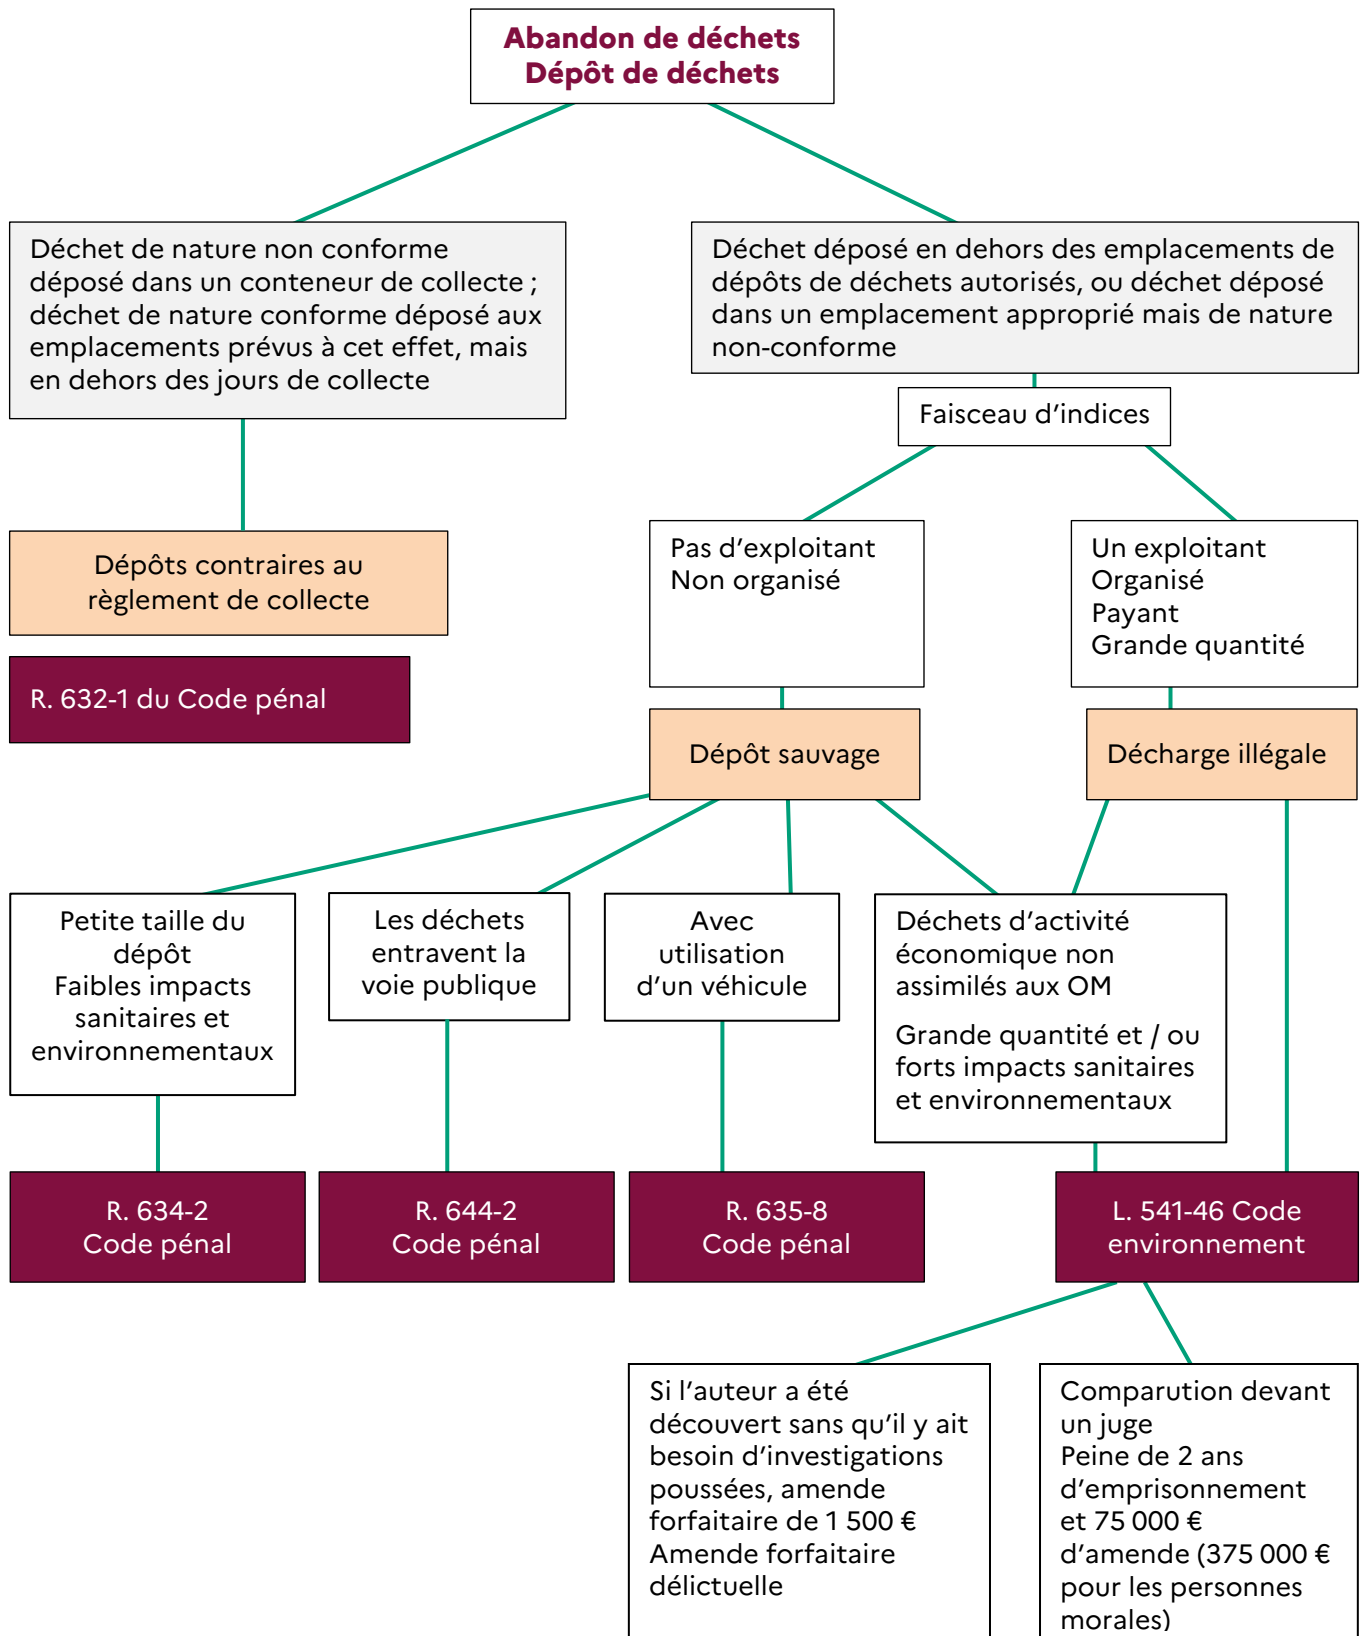 Abandon de déchets
Dépôt de déchets
Déchet de nature non conforme
déposé dans un conteneur de collecte ;
déchet de nature conforme déposé aux
emplacements prévus à cet effet, mais
en dehors des jours de collecte
Déchet déposé en dehors des emplacements de
dépôts de déchets autorisés, ou déchet déposé
dans un emplacement approprié mais de nature
non-conforme
Faisceau d’indices
Dépôts contraires au
règlement de collecte
R. 632-1 du Code pénal
Pas d’exploitant
Non organisé
Un exploitant
Organisé
Payant
Grande quantité
Dépôt sauvage
Décharge illégale
Petite taille du
dépôt
Faibles impacts
sanitaires et
environnementaux
Les déchets
entravent la
voie publique
Avec
utilisation
d’un véhicule
Déchets d’activité
économique non
assimilés aux OM
Grande quantité et / ou
forts impacts sanitaires
et environnementaux
R. 634-2
Code pénal
R. 644-2
Code pénal
R. 635-8
Code pénal
L. 541-46 Code
environnement
Si l’auteur a été
découvert sans qu’il y ait
besoin d’investigations
poussées, amende
forfaitaire de 1 500 €
Amende forfaitaire
délictuelle
Comparution devant
un juge
Peine de 2 ans
d’emprisonnement
et 75 000 €
d’amende (375 000 €
pour les personnes
morales)